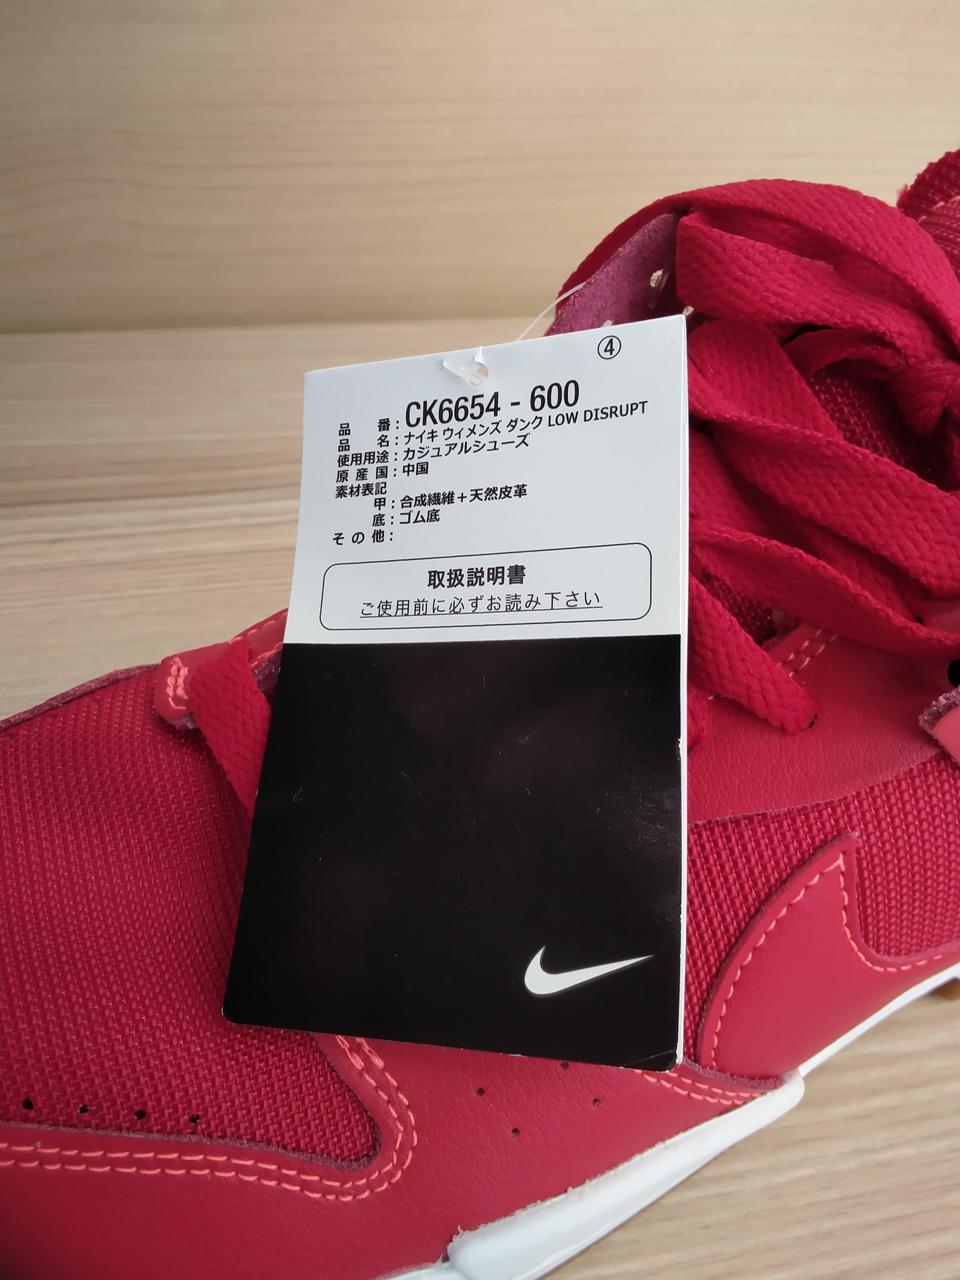 ④
品番:CK6654 - 600
品名:ナイキ ウィメンズ ダンク LOW DISRUPT
使用用途:カジュアルシューズ
原産国:中国
素材表記
甲:合成繊維+天然皮革
底:ゴム底
その他:
取扱説明書
ご使用前に必ずお読み下さい